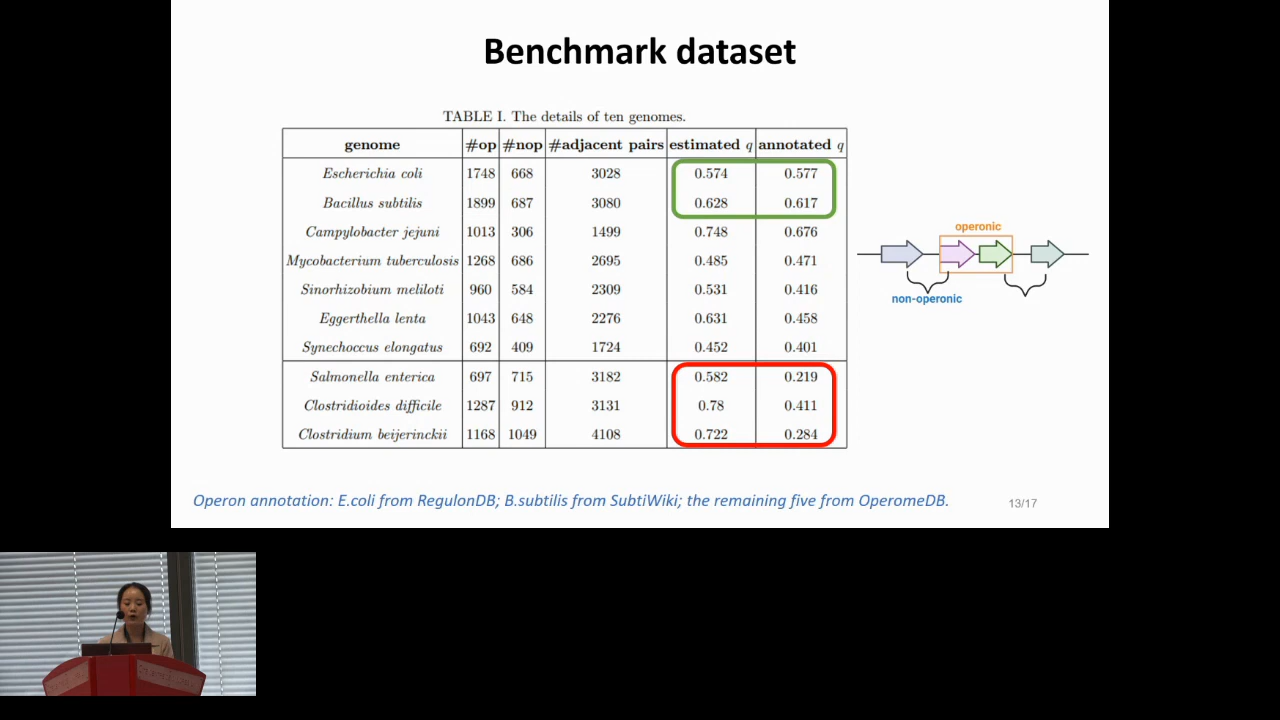 Benchmark dataset
TABLE I. The details of ten genomes.
genome #op #nop #adjacent pairs estimated q annotated q
Escherichia coli 1748 668 3028 0.574 0.577
Bacillus subtilis 1899 687 3080 0.628 0.617
Campylobacter jejuni 1013 306 1499 0.748 0.676
Mycobacterium tuberculosis 1268 686 2695 0.485 0.471
Sinorhizobium meliloti 960 584 2309 0.531 0.416
Eggerthella lenta 1043 648 2276 0.631 0.458
Synechoccus elongatus 692 409 1724 0.452 0.401
Salmonella enterica 697 715 3182 0.582 0.219
Clostridioides difficile 1287 912 3131 0.78 0.411
Clostridium beijerinckii 1168 1049 4108 0.722 0.284
operonic
non-operonic
Operon annotation: E.coli from RegulonDB; B.subtilis from SubtiWiki; the remaining five from OperomeDB.
13/17